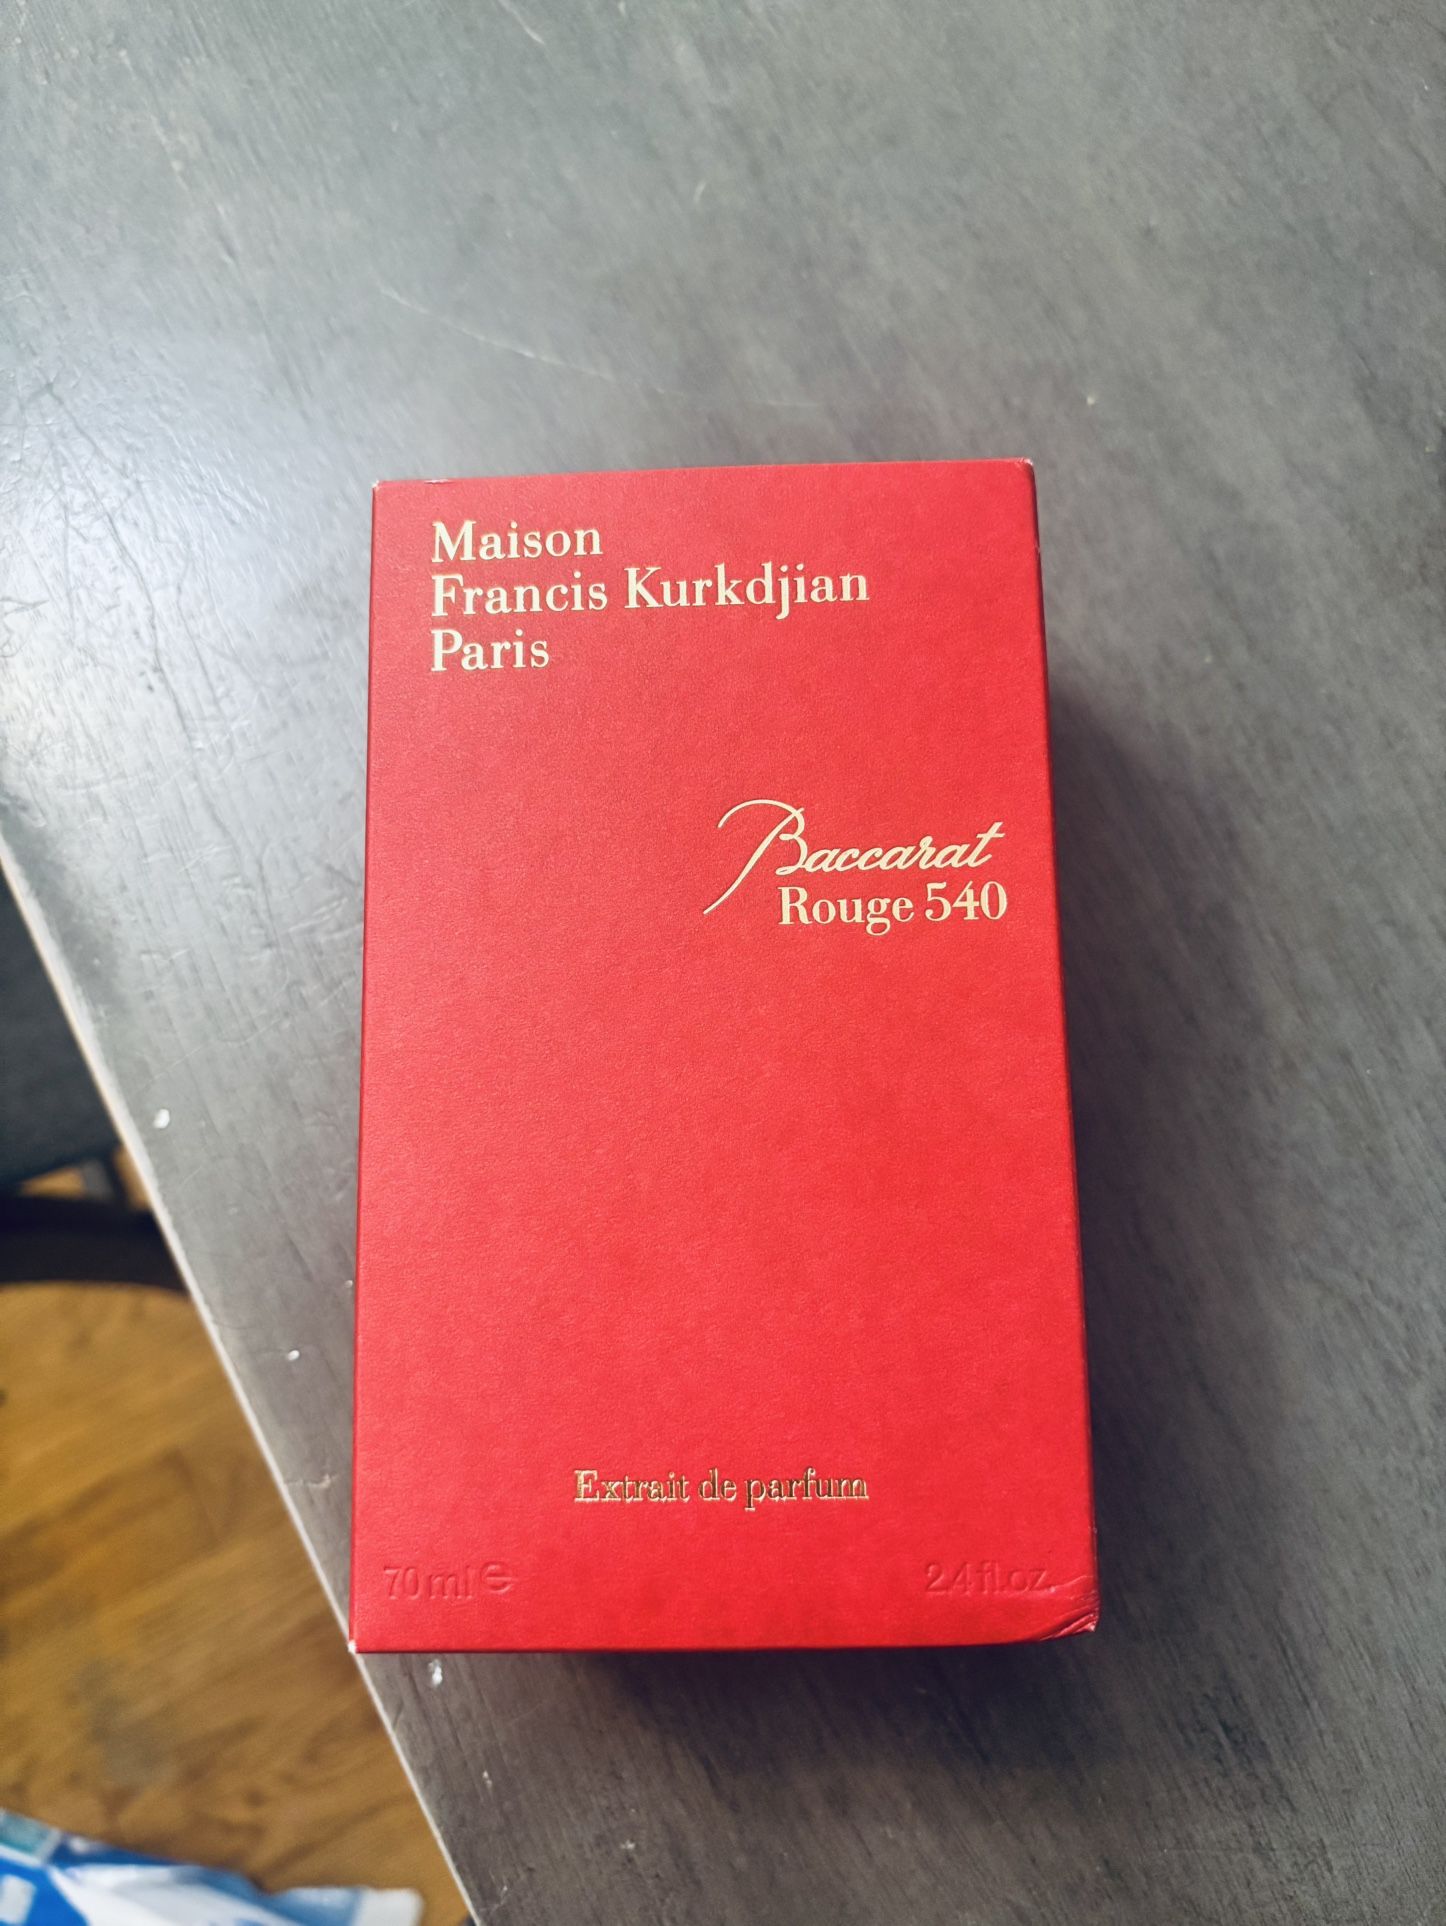 Maison
Francis Kurkdjian
Paris
Baccarat
Rouge 540
Extrait de parfum
70 ml ℮ 2.4 fl.oz.